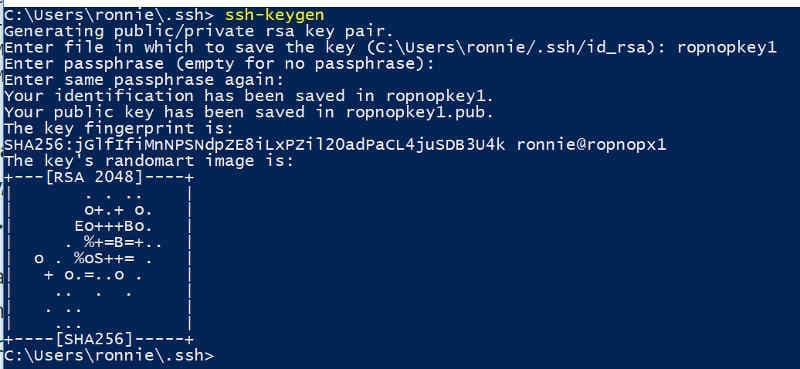 C:\Users\ronnie\.ssh> ssh-keygen
Generating public/private rsa key pair.
Enter file in which to save the key (C:\Users\ronnie/.ssh/id_rsa): ropnopkey1
Enter passphrase (empty for no passphrase):
Enter same passphrase again:
Your identification has been saved in ropnopkey1.
Your public key has been saved in ropnopkey1.pub.
The key fingerprint is:
SHA256:jGlfIfiMnNPSNdpZE8iLxPZil20adPaCL4juSDB3U4k ronnie@ropnopx1
The key's randomart image is:
+---[RSA 2048]----+
|       . . ..    |
|       o+.+ o.   |
|      Eo+++Bo.   |
|     . %+=B=+..  |
|  o . %oS++= .   |
|   + o.=..o .    |
|    ..  .  .     |
|   . ..          |
|    ...          |
+----[SHA256]-----+
C:\Users\ronnie\.ssh>